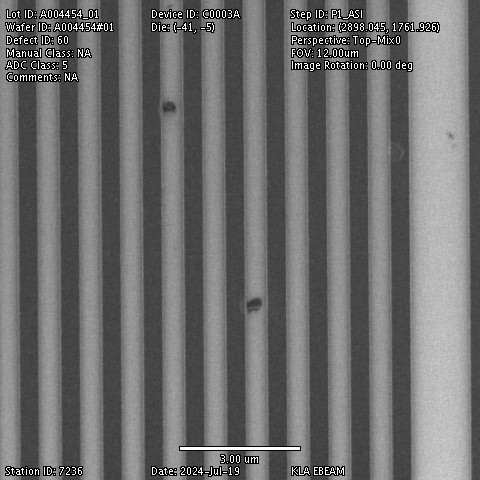 Lot ID: A004454_01
Wafer ID: A004454#01
Defect ID: 60
Manual Class: NA
ADC Class: 5
Comments: NA
Device ID: C0003A
Die: (-41, -5)
Step ID: P1_ASI
Location: (2898.045, 1761.926)
Perspective: Top-Mix0
FOV: 12.00um
Image Rotation: 0.00 deg
3.00 um
Station ID: 7236
Date: 2024-Jul-19
KLA EBEAM